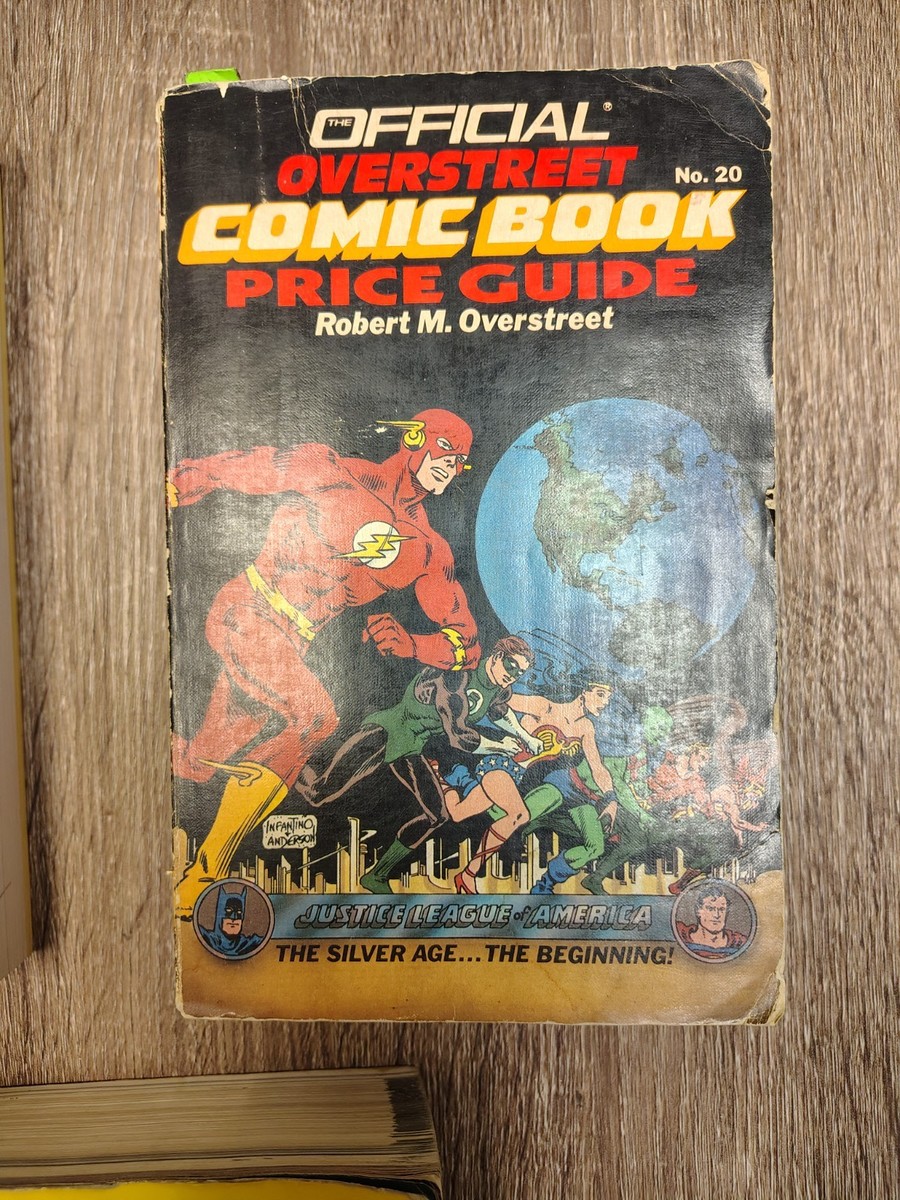 THE OFFICIAL®
OVERSTREET
No. 20
COMIC BOOK
PRICE GUIDE
Robert M. Overstreet
INFANTINO
+
ANDERSON
JUSTICE LEAGUE of AMERICA
THE SILVER AGE...THE BEGINNING!